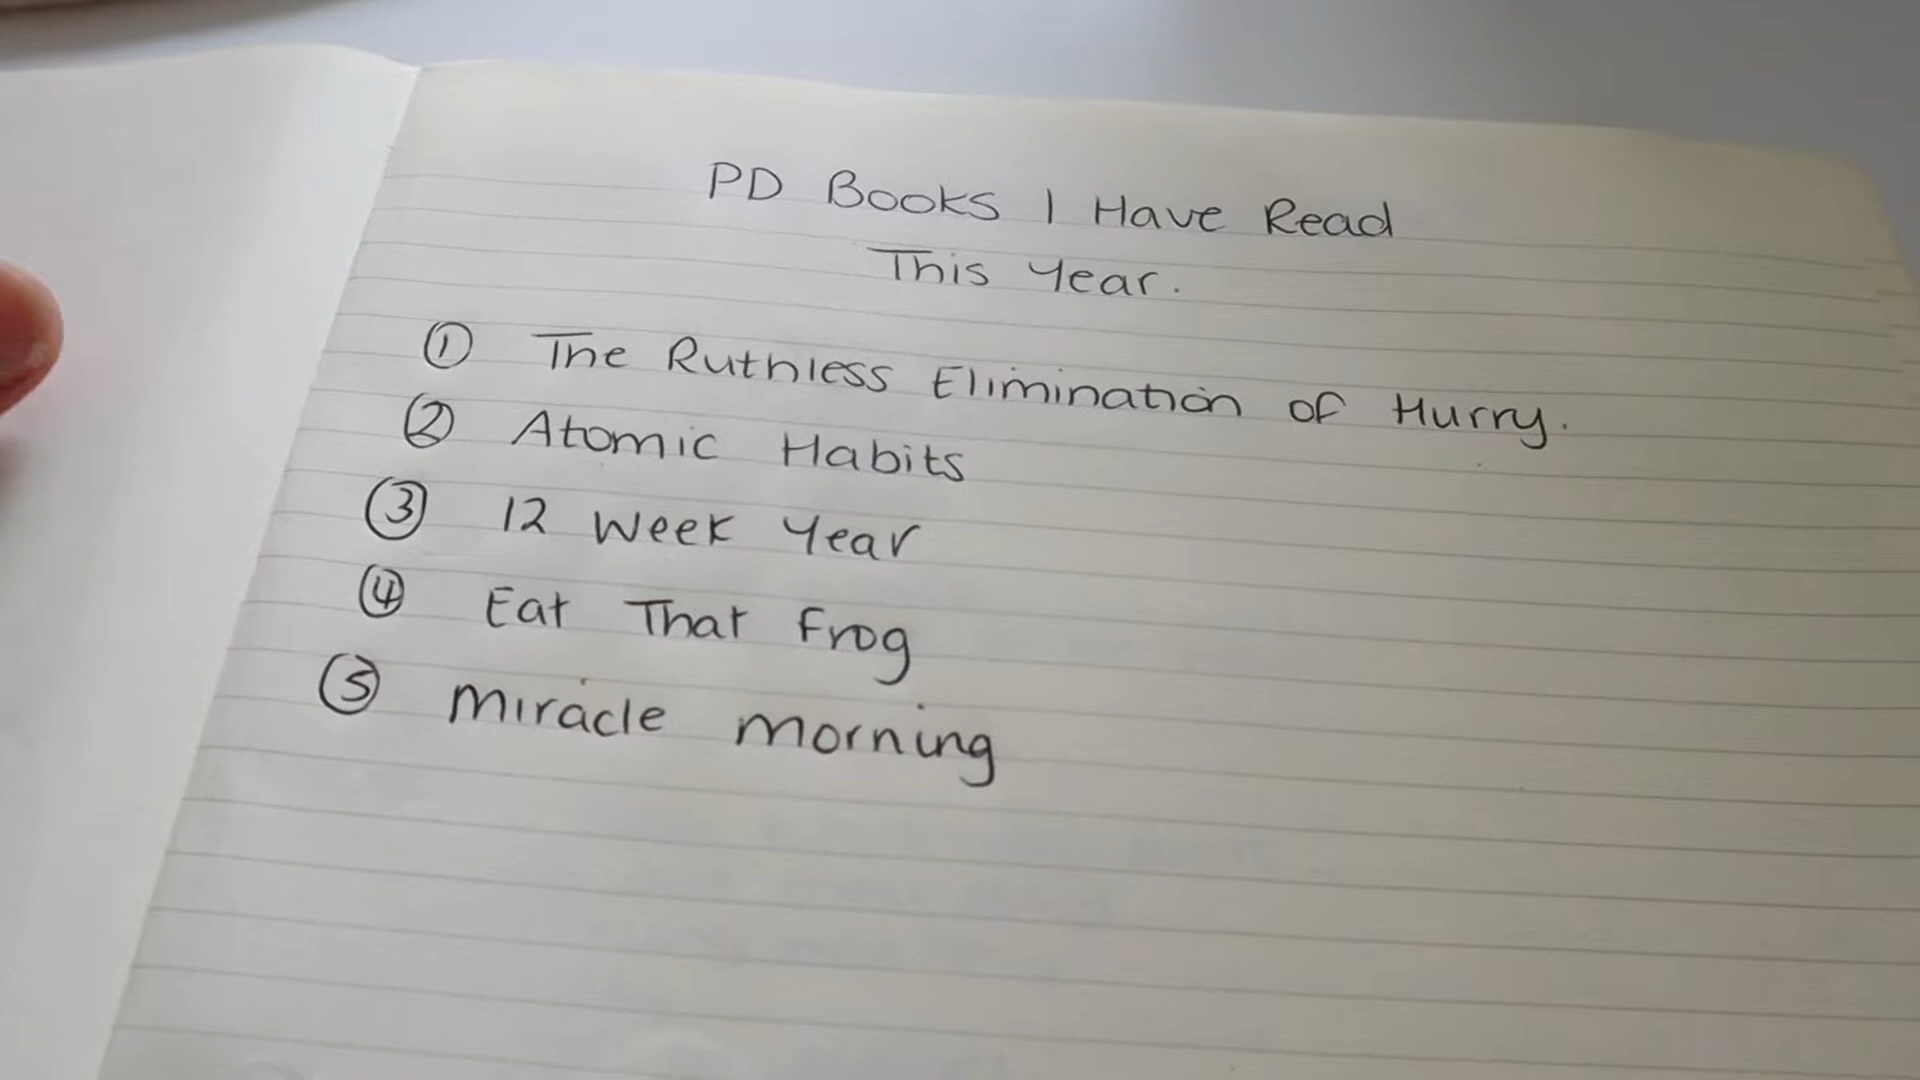 PD Books I Have Read
This Year.
① The Ruthless Elimination of Hurry.
② Atomic Habits
③ 12 Week Year
④ Eat That Frog
⑤ Miracle Morning